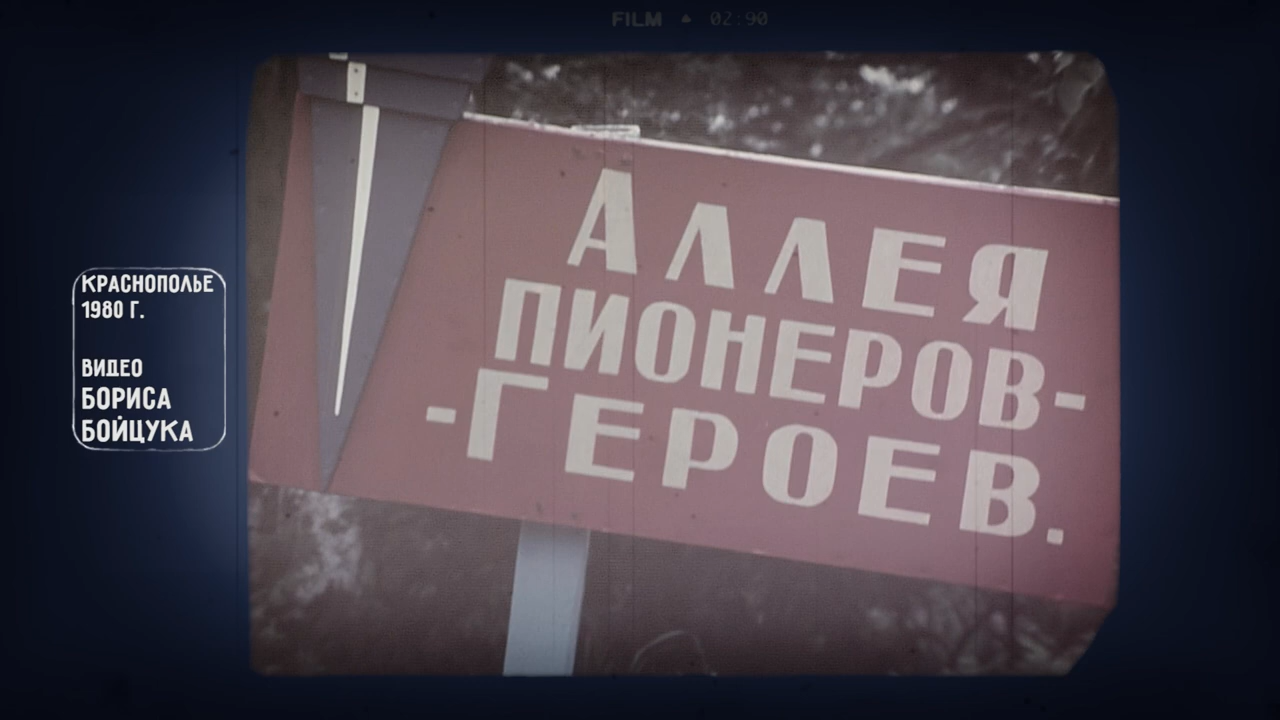 FILM 02:90
КРАСНОПОЛЬЕ
1980 Г.
ВИДЕО
БОРИСА
БОЙЦУКА
АЛЛЕЯ
ПИОНЕРОВ-
-ГЕРОЕВ.